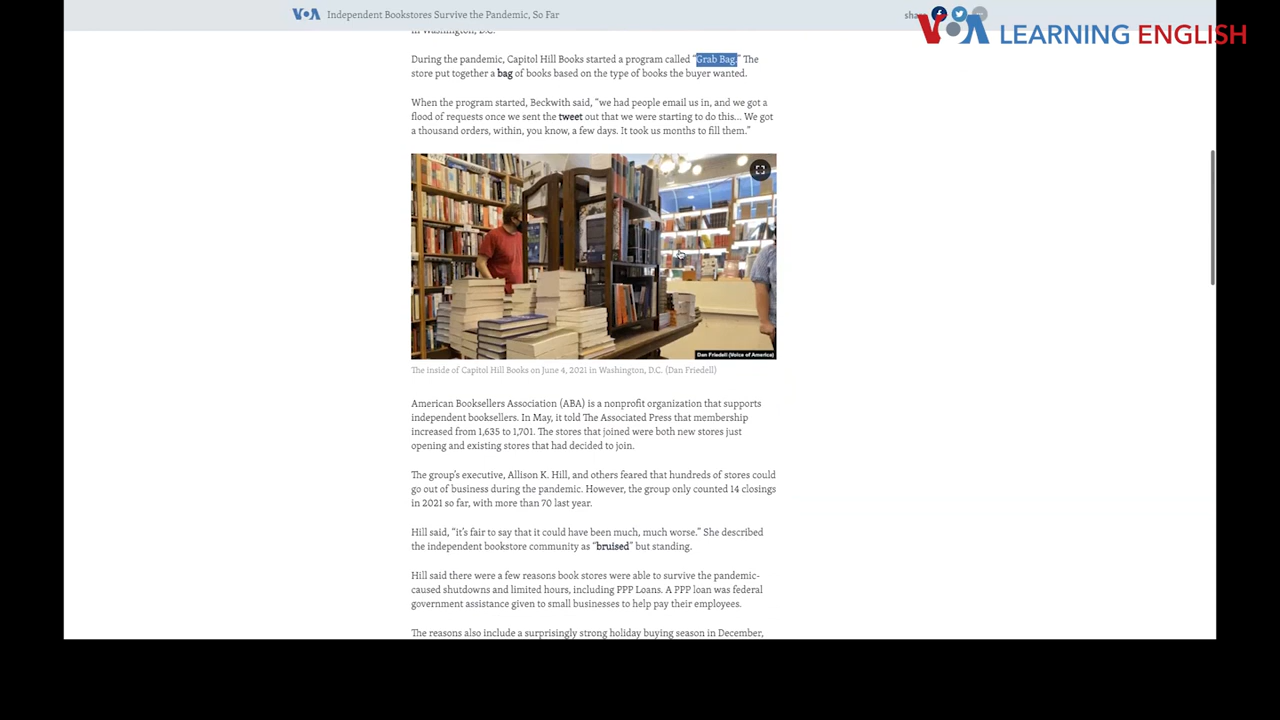 VOA Independent Bookstores Survive the Pandemic, So Far
VOA LEARNING ENGLISH
in Washington, D.C.
During the pandemic, Capitol Hill Books started a program called “Grab Bag.” The
store put together a bag of books based on the type of books the buyer wanted.
When the program started, Beckwith said, “we had people email us in, and we got a
flood of requests once we sent the tweet out that we were starting to do this... We got
a thousand orders, within, you know, a few days. It took us months to fill them.”
Dan Friedell (Voice of America)
The inside of Capitol Hill Books on June 4, 2021 in Washington, D.C. (Dan Friedell)
American Booksellers Association (ABA) is a nonprofit organization that supports
independent booksellers. In May, it told The Associated Press that membership
increased from 1,635 to 1,701. The stores that joined were both new stores just
opening and existing stores that had decided to join.
The group’s executive, Allison K. Hill, and others feared that hundreds of stores could
go out of business during the pandemic. However, the group only counted 14 closings
in 2021 so far, with more than 70 last year.
Hill said, “it’s fair to say that it could have been much, much worse.” She described
the independent bookstore community as “bruised” but standing.
Hill said there were a few reasons book stores were able to survive the pandemic-
caused shutdowns and limited hours, including PPP Loans. A PPP loan was federal
government assistance given to small businesses to help pay their employees.
The reasons also include a surprisingly strong holiday buying season in December,